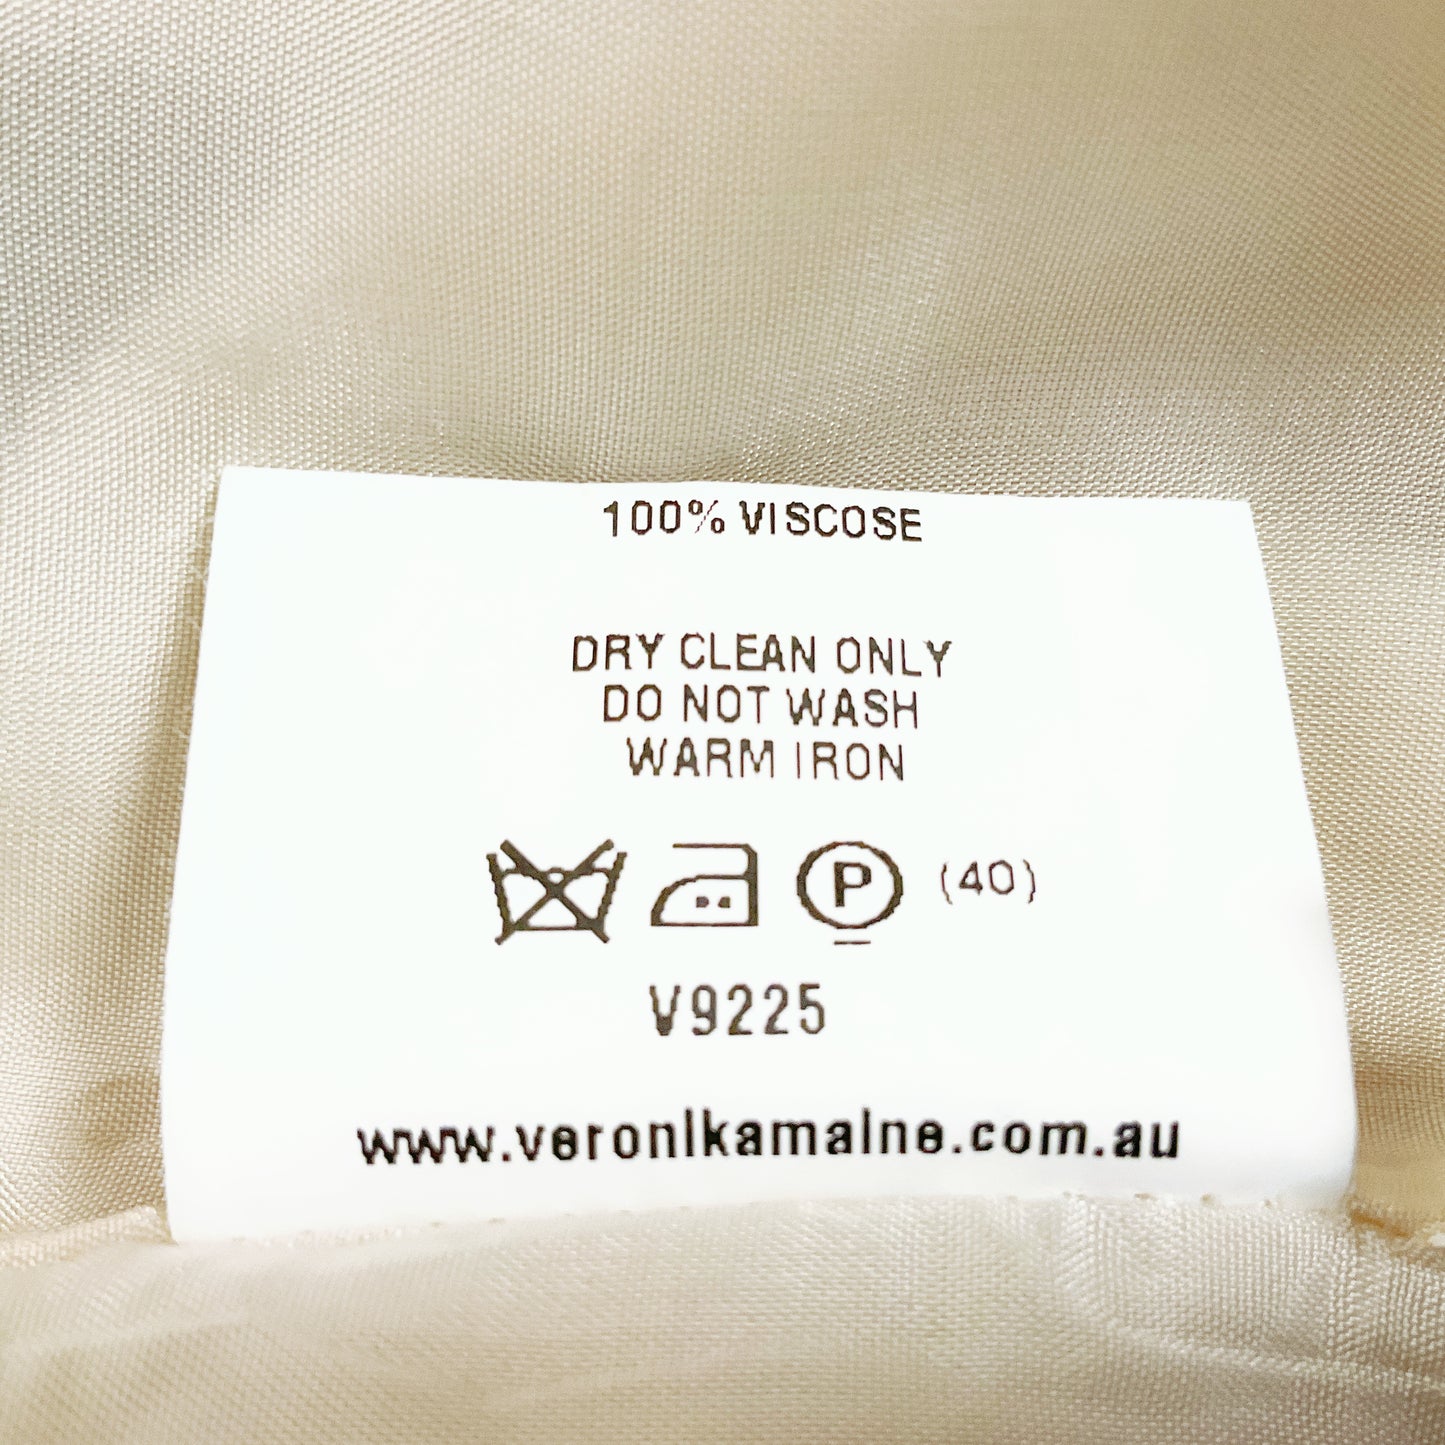 100% VISCOSE
DRY CLEAN ONLY
DO NOT WASH
WARM IRON
P (40)
V9225
www.veronikamaine.com.au